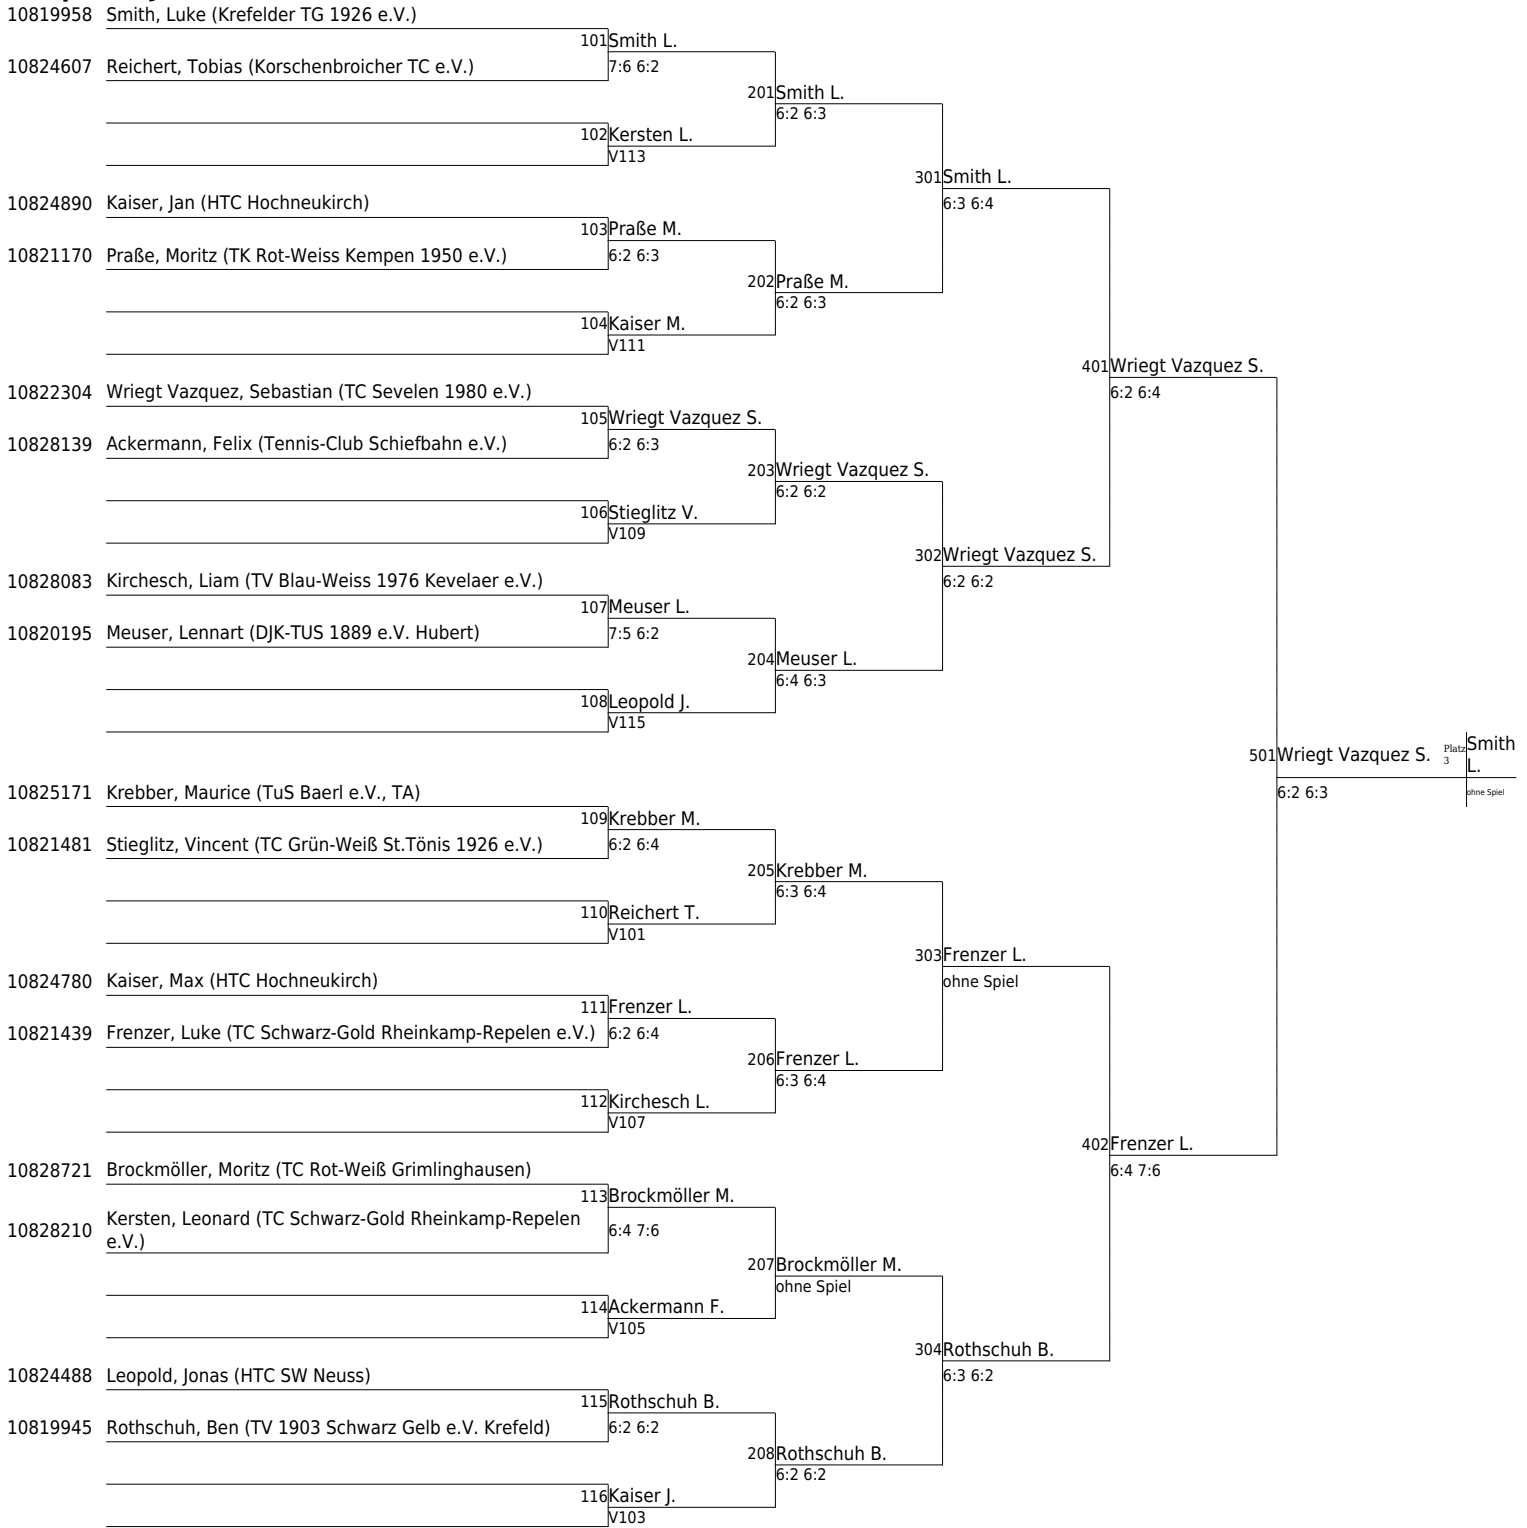 10819958 Smith, Luke (Krefelder TG 1926 e.V.)
101 Smith L.
10824607 Reichert, Tobias (Korschenbroicher TC e.V.) 7:6 6:2
201 Smith L.
6:2 6:3
102 Kersten L.
V113
301 Smith L.
10824890 Kaiser, Jan (HTC Hochneukirch) 6:3 6:4
103 Praße M.
10821170 Praße, Moritz (TK Rot-Weiss Kempen 1950 e.V.) 6:2 6:3
202 Praße M.
6:2 6:3
104 Kaiser M.
V111
401 Wriegt Vazquez S.
10822304 Wriegt Vazquez, Sebastian (TC Sevelen 1980 e.V.) 6:2 6:4
105 Wriegt Vazquez S.
10828139 Ackermann, Felix (Tennis-Club Schiefbahn e.V.) 6:2 6:3
203 Wriegt Vazquez S.
6:2 6:2
106 Stieglitz V.
V109
302 Wriegt Vazquez S.
10828083 Kirchesch, Liam (TV Blau-Weiss 1976 Kevelaer e.V.) 6:2 6:2
107 Meuser L.
10820195 Meuser, Lennart (DJK-TUS 1889 e.V. Hubert) 7:5 6:2
204 Meuser L.
6:4 6:3
108 Leopold J.
V115
501 Wriegt Vazquez S. Platz 3 Smith L.
10825171 Krebber, Maurice (TuS Baerl e.V., TA) 6:2 6:3 ohne Spiel
109 Krebber M.
10821481 Stieglitz, Vincent (TC Grün-Weiß St.Tönis 1926 e.V.) 6:2 6:4
205 Krebber M.
6:3 6:4
110 Reichert T.
V101
303 Frenzer L.
10824780 Kaiser, Max (HTC Hochneukirch) ohne Spiel
111 Frenzer L.
10821439 Frenzer, Luke (TC Schwarz-Gold Rheinkamp-Repelen e.V.) 6:2 6:4
206 Frenzer L.
6:3 6:4
112 Kirchesch L.
V107
402 Frenzer L.
10828721 Brockmöller, Moritz (TC Rot-Weiß Grimlinghausen) 6:4 7:6
113 Brockmöller M.
10828210 Kersten, Leonard (TC Schwarz-Gold Rheinkamp-Repelen
e.V.) 6:4 7:6
207 Brockmöller M.
ohne Spiel
114 Ackermann F.
V105
304 Rothschuh B.
10824488 Leopold, Jonas (HTC SW Neuss) 6:3 6:2
115 Rothschuh B.
10819945 Rothschuh, Ben (TV 1903 Schwarz Gelb e.V. Krefeld) 6:2 6:2
208 Rothschuh B.
6:2 6:2
116 Kaiser J.
V103